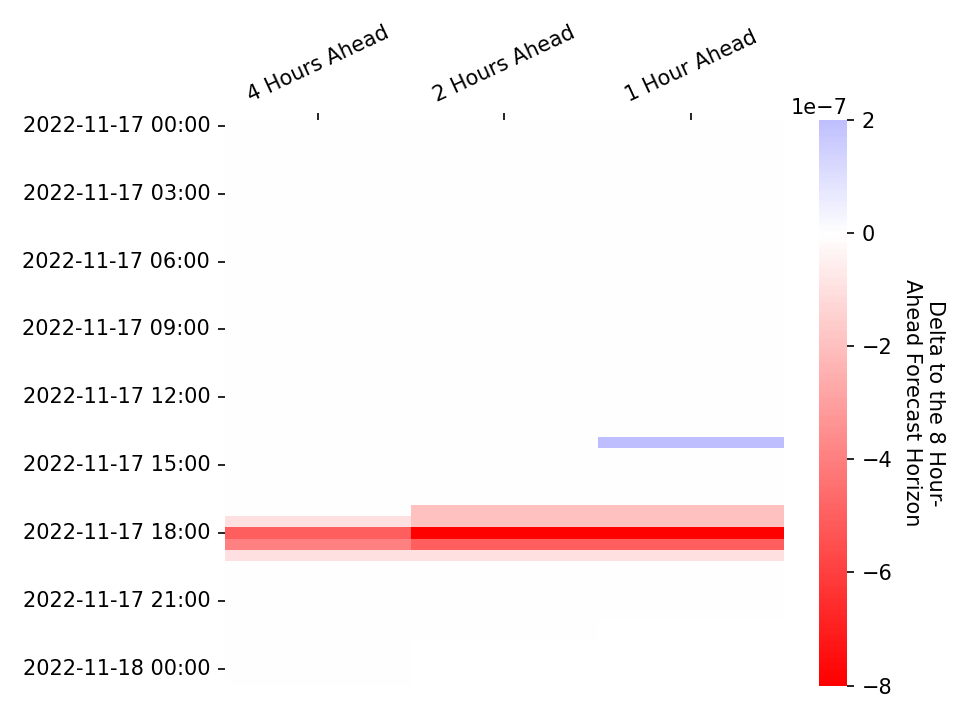 4 Hours Ahead
2 Hours Ahead
1 Hour Ahead
2022-11-17 00:00
2022-11-17 03:00
2022-11-17 06:00
2022-11-17 09:00
2022-11-17 12:00
2022-11-17 15:00
2022-11-17 18:00
2022-11-17 21:00
2022-11-18 00:00
1e−7
2
0
−2
−4
−6
−8
Delta to the 8 Hour-
Ahead Forecast Horizon